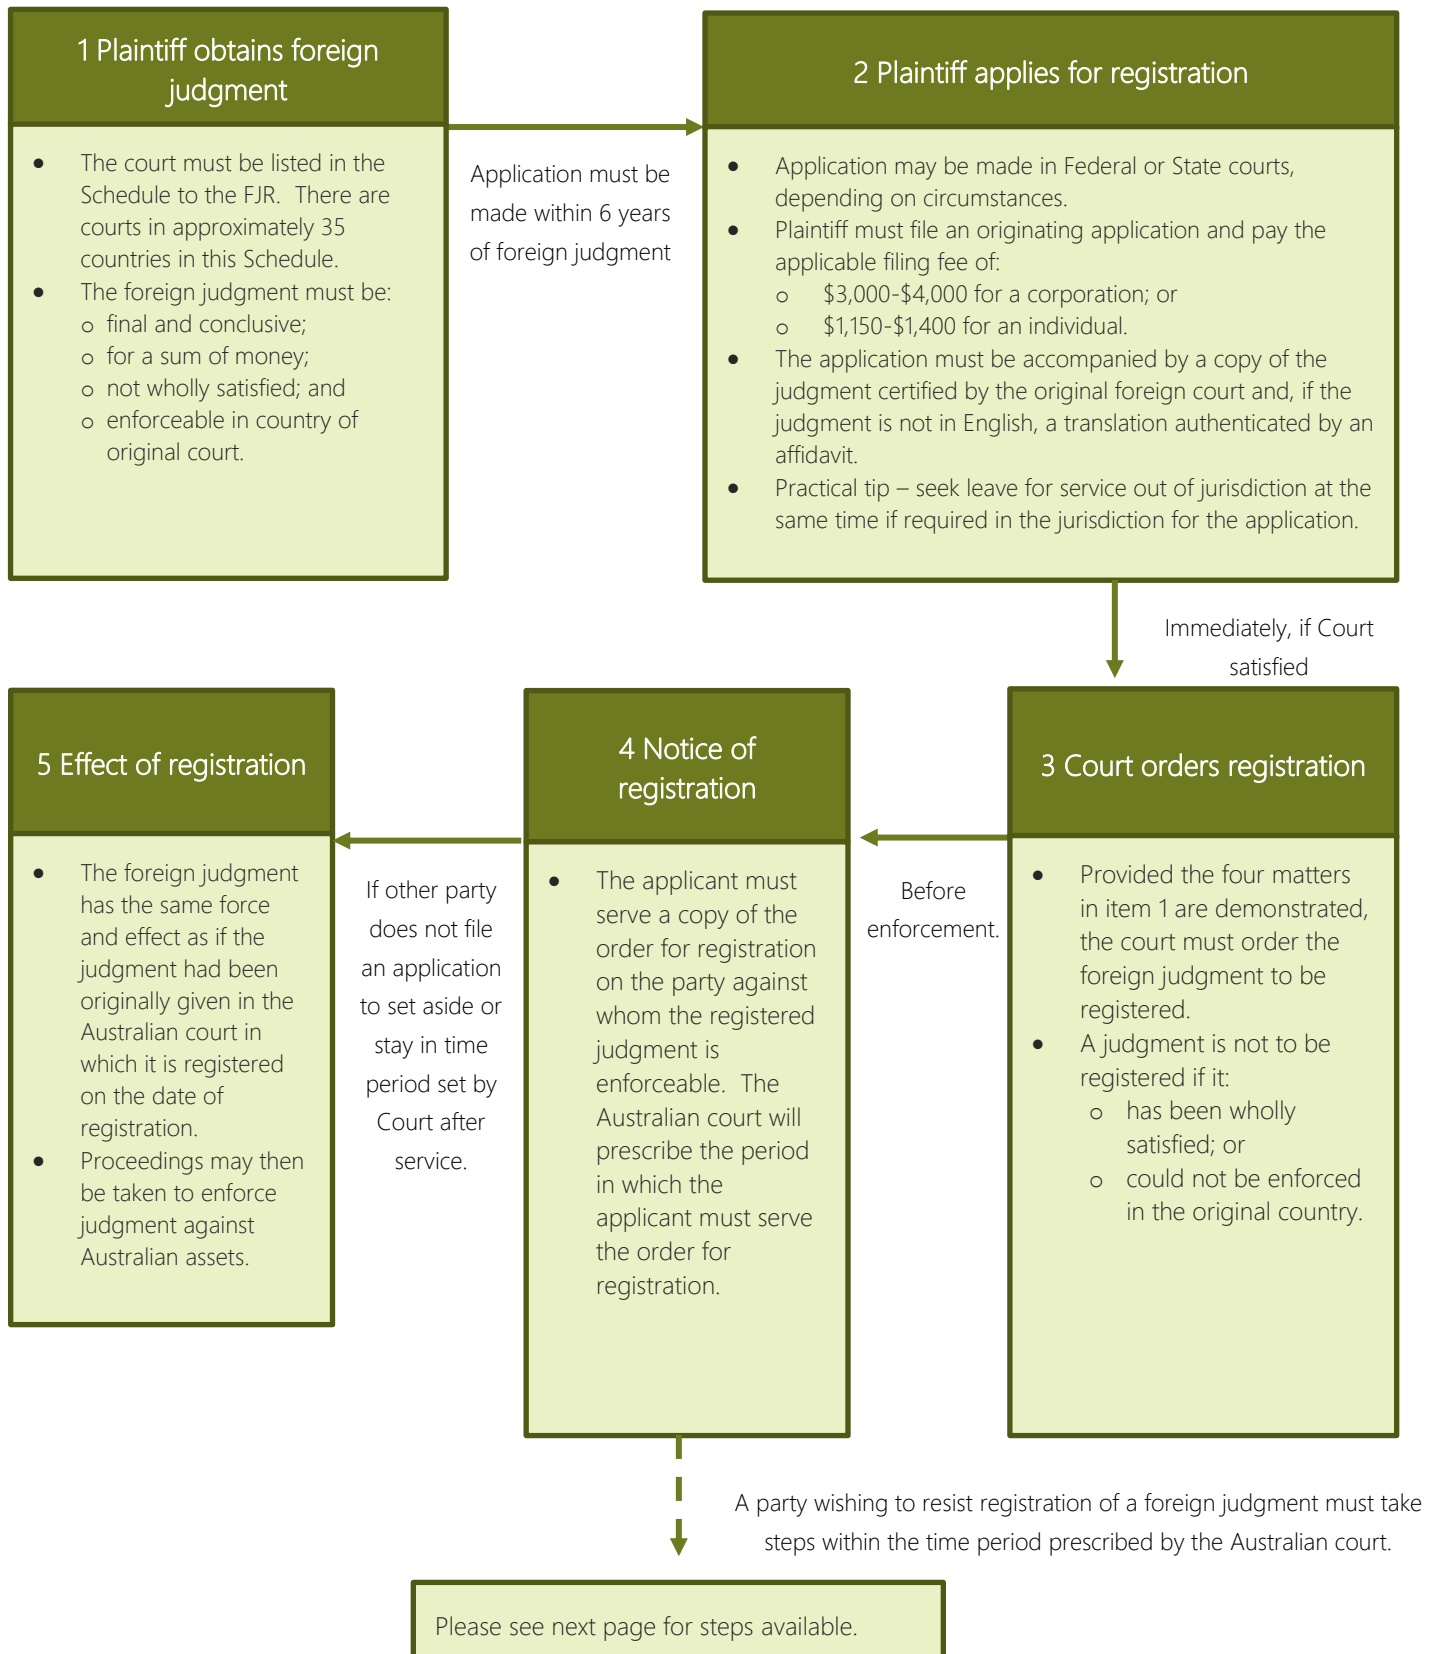 1 Plaintiff obtains foreign
judgment
• The court must be listed in the
Schedule to the FJR. There are
courts in approximately 35
countries in this Schedule.
• The foreign judgment must be:
o final and conclusive;
o for a sum of money;
o not wholly satisfied; and
o enforceable in country of
original court.
Application must be
made within 6 years
of foreign judgment
2 Plaintiff applies for registration
• Application may be made in Federal or State courts,
depending on circumstances.
• Plaintiff must file an originating application and pay the
applicable filing fee of:
o $3,000-$4,000 for a corporation; or
o $1,150-$1,400 for an individual.
• The application must be accompanied by a copy of the
judgment certified by the original foreign court and, if the
judgment is not in English, a translation authenticated by an
affidavit.
• Practical tip – seek leave for service out of jurisdiction at the
same time if required in the jurisdiction for the application.
Immediately, if Court
satisfied
3 Court orders registration
• Provided the four matters
in item 1 are demonstrated,
the court must order the
foreign judgment to be
registered.
• A judgment is not to be
registered if it:
o has been wholly
satisfied; or
o could not be enforced
in the original country.
Before
enforcement.
4 Notice of
registration
• The applicant must
serve a copy of the
order for registration
on the party against
whom the registered
judgment is
enforceable. The
Australian court will
prescribe the period
in which the
applicant must serve
the order for
registration.
If other party
does not file
an application
to set aside or
stay in time
period set by
Court after
service.
5 Effect of registration
• The foreign judgment
has the same force
and effect as if the
judgment had been
originally given in the
Australian court in
which it is registered
on the date of
registration.
• Proceedings may then
be taken to enforce
judgment against
Australian assets.
A party wishing to resist registration of a foreign judgment must take
steps within the time period prescribed by the Australian court.
Please see next page for steps available.